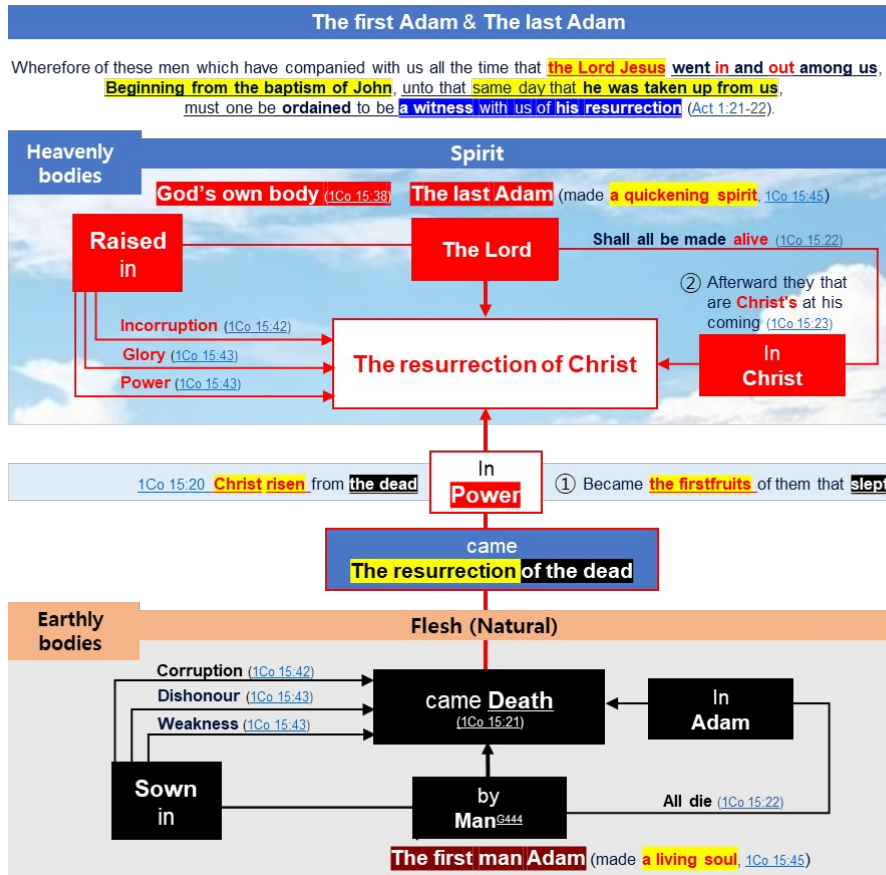 The first Adam & The last Adam
Wherefore of these men which have companied with us all the time that the Lord Jesus went in and out among us,
Beginning from the baptism of John, unto that same day that he was taken up from us,
must one be ordained to be a witness with us of his resurrection (Act 1:21-22).
Heavenly
bodies
Spirit
God's own body (1Co 15:38) The last Adam (made a quickening spirit, 1Co 15:45)
Raised
in
The Lord
Shall all be made alive (1Co 15:22)
② Afterward they that
are Christ's at his
coming (1Co 15:23)
Incorruption (1Co 15:42)
Glory (1Co 15:43)
Power (1Co 15:43)
The resurrection of Christ
In
Christ
1Co 15:20 Christ risen from the dead
In
Power
① Became the firstfruits of them that slept
came
The resurrection of the dead
Earthly
bodies
Flesh (Natural)
Corruption (1Co 15:42)
Dishonour (1Co 15:43)
Weakness (1Co 15:43)
came Death
(1Co 15:21)
In
Adam
Sown
in
by
Man G444
All die (1Co 15:22)
The first man Adam (made a living soul, 1Co 15:45)